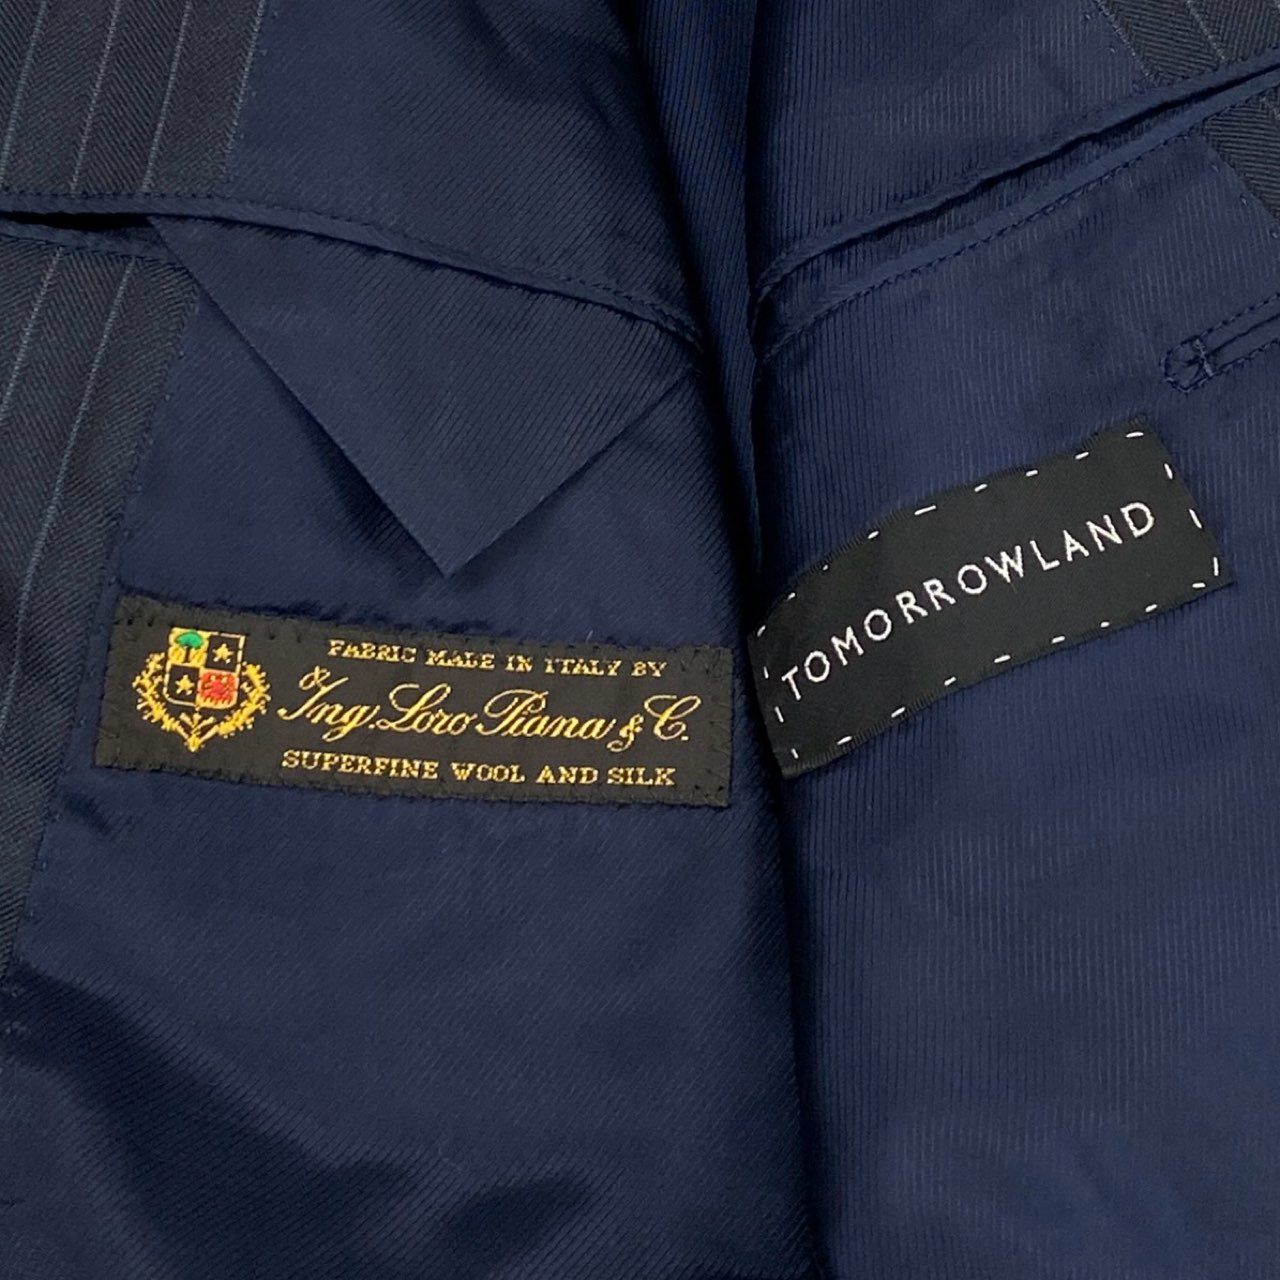 FABRIC MADE IN ITALY BY
Ing. Loro Piana & C.
SUPERFINE WOOL AND SILK
TOMORROWLAND